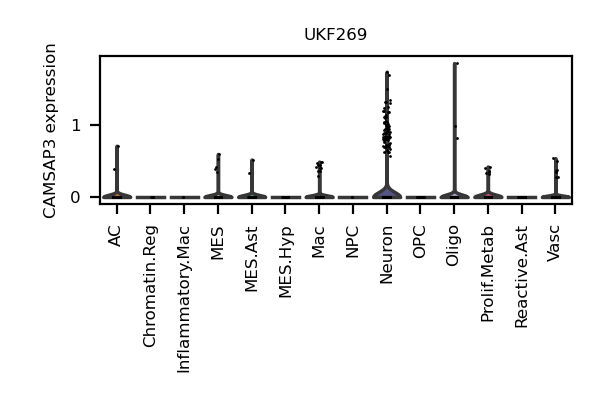 UKF269
CAMSAP3 expression
1
0
AC
Chromatin.Reg
Inflammatory.Mac
MES
MES.Ast
MES.Hyp
Mac
NPC
Neuron
OPC
Oligo
Prolif.Metab
Reactive.Ast
Vasc